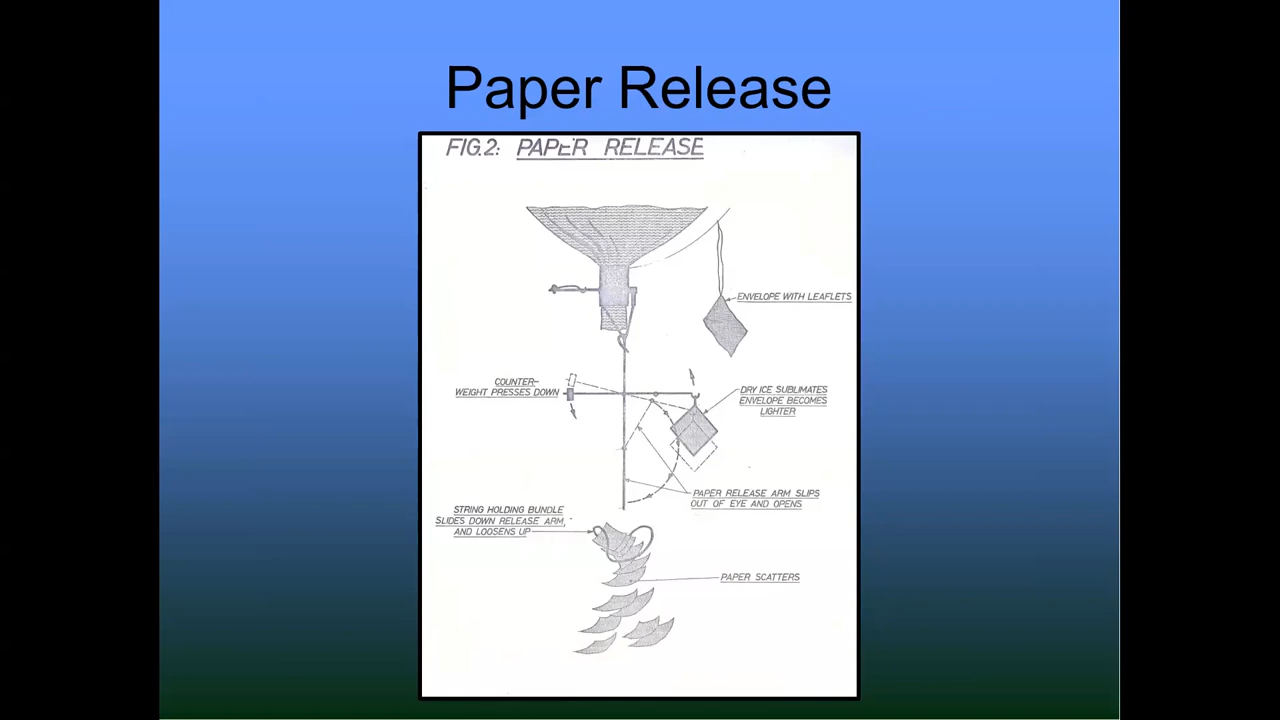 Paper Release
FIG.2: PAPER RELEASE
ENVELOPE WITH LEAFLETS
COUNTER-
WEIGHT PRESSES DOWN
DRY ICE SUBLIMATES
ENVELOPE BECOMES
LIGHTER
PAPER RELEASE ARM SLIPS
OUT OF EYE AND OPENS
STRING HOLDING BUNDLE
SLIDES DOWN RELEASE ARM,
AND LOOSENS UP
PAPER SCATTERS